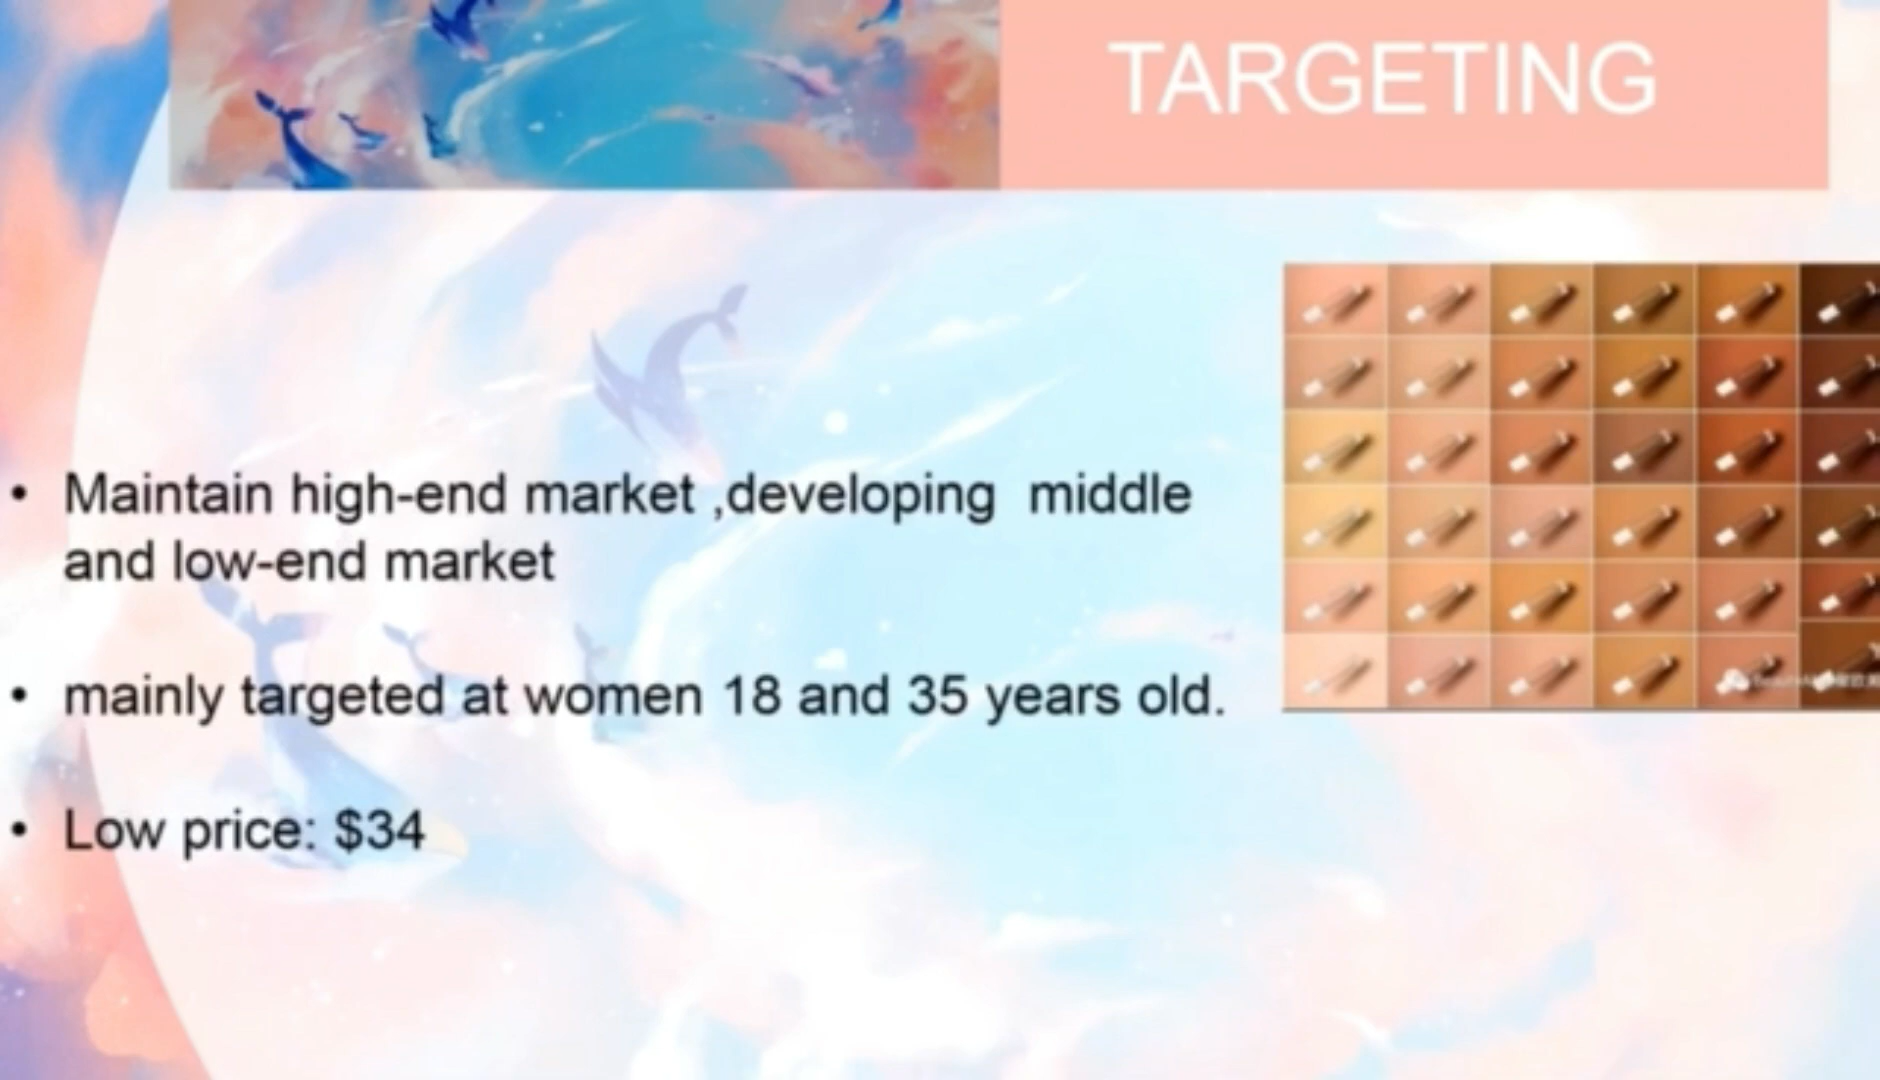 TARGETING
• Maintain high-end market ,developing  middle
and low-end market
• mainly targeted at women 18 and 35 years old.
• Low price: $34